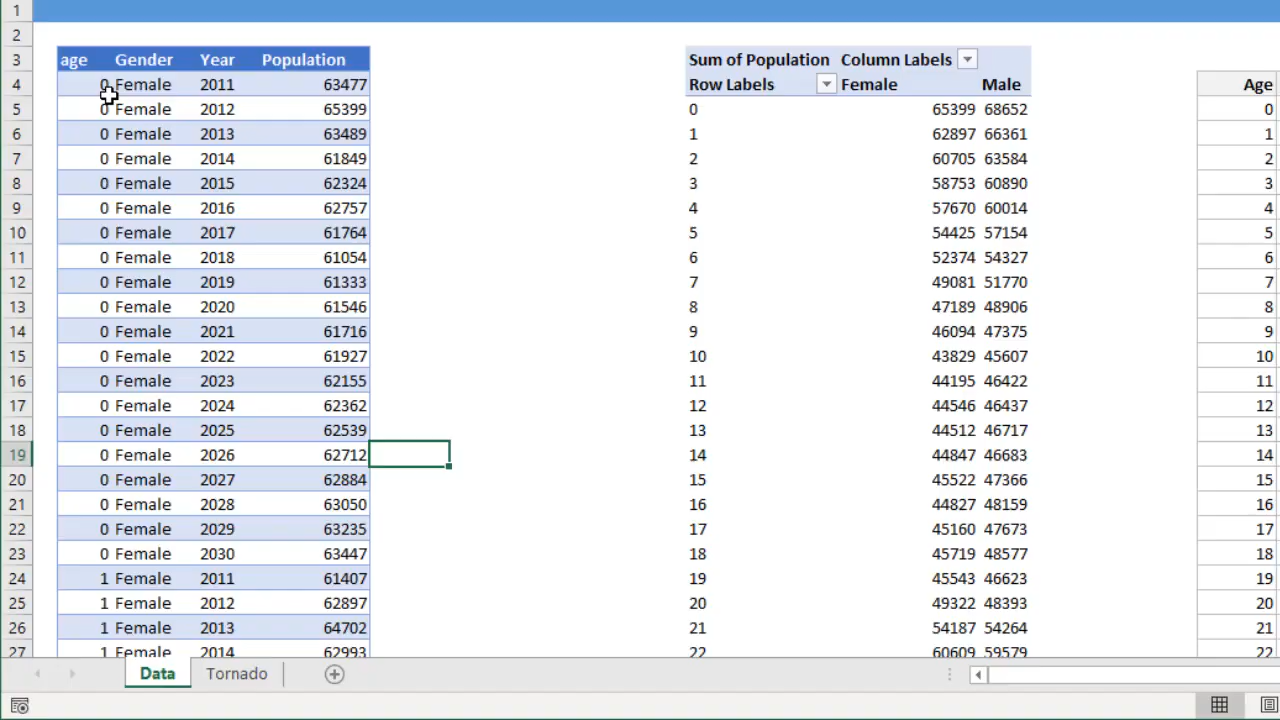 1
2
3 age Gender Year Population Sum of Population Column Labels
4 0 Female 2011 63477 Row Labels Female Male Age
5 0 Female 2012 65399 0 65399 68652 0
6 0 Female 2013 63489 1 62897 66361 1
7 0 Female 2014 61849 2 60705 63584 2
8 0 Female 2015 62324 3 58753 60890 3
9 0 Female 2016 62757 4 57670 60014 4
10 0 Female 2017 61764 5 54425 57154 5
11 0 Female 2018 61054 6 52374 54327 6
12 0 Female 2019 61333 7 49081 51770 7
13 0 Female 2020 61546 8 47189 48906 8
14 0 Female 2021 61716 9 46094 47375 9
15 0 Female 2022 61927 10 43829 45607 10
16 0 Female 2023 62155 11 44195 46422 11
17 0 Female 2024 62362 12 44546 46437 12
18 0 Female 2025 62539 13 44512 46717 13
19 0 Female 2026 62712 14 44847 46683 14
20 0 Female 2027 62884 15 45522 47366 15
21 0 Female 2028 63050 16 44827 48159 16
22 0 Female 2029 63235 17 45160 47673 17
23 0 Female 2030 63447 18 45719 48577 18
24 1 Female 2011 61407 19 45543 46623 19
25 1 Female 2012 62897 20 49322 48393 20
26 1 Female 2013 64702 21 54187 54264 21
27 1 Female 2014 62993 22 60609 59579 22
Data Tornado